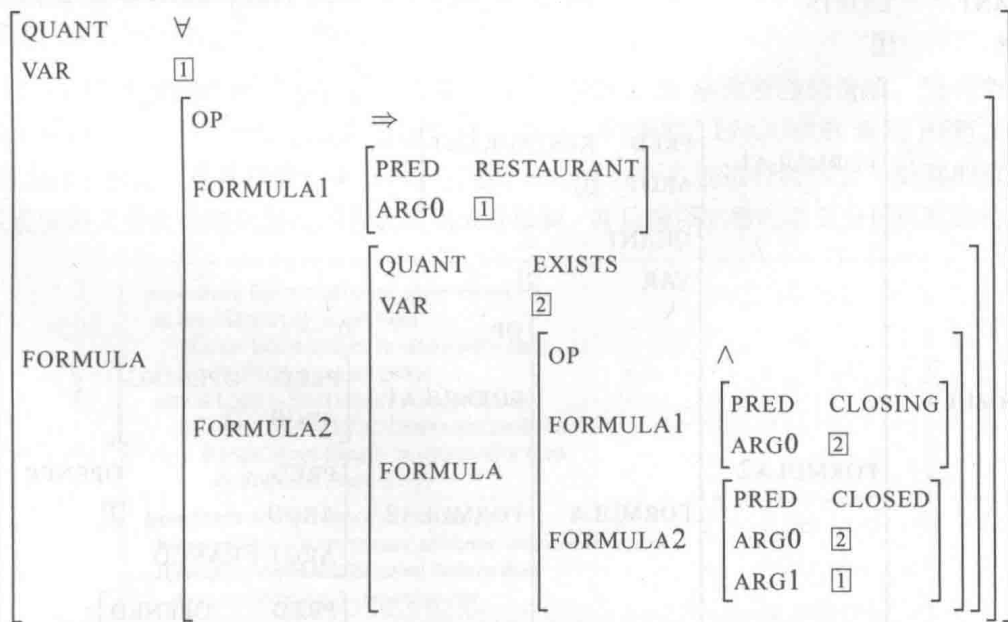 QUANT ∀
VAR 1
OP ⇒
FORMULA1 PRED RESTAURANT
ARG0 1
QUANT EXISTS
VAR 2
FORMULA
OP ∧
FORMULA1 PRED CLOSING
ARG0 2
FORMULA2
FORMULA
FORMULA2 PRED CLOSED
ARG0 2
ARG1 1